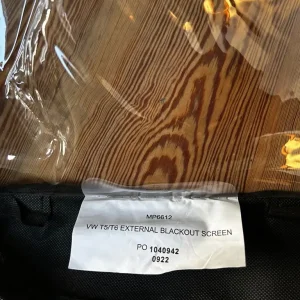 MP6612
VW T5/T6 EXTERNAL BLACKOUT SCREEN
PO 1040942
0922